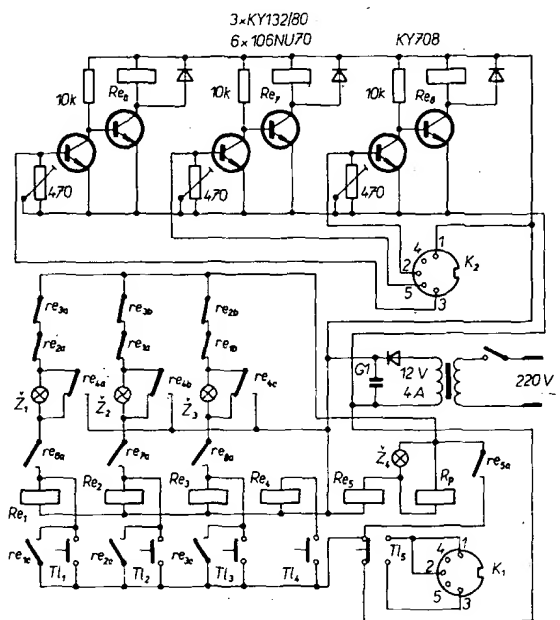 3×KY132/80
6×106NU70 KY708
10k Re8 10k Re7 10k Re6
470 470 470
1 4 2 5 3 K2
re3a re3b re2b
re2a re1a re1b
Ž1 re4a Ž2 re4b Ž3 re4c
G1 12 V 4 A 220 V
re6a re7a re8a
Re1 Re2 Re3 Re4 Re5 Ž4 Rp re5a
re1c Tl1 re2c Tl2 re3c Tl3 Tl4 Tl5
1 4 2 5 3 K1